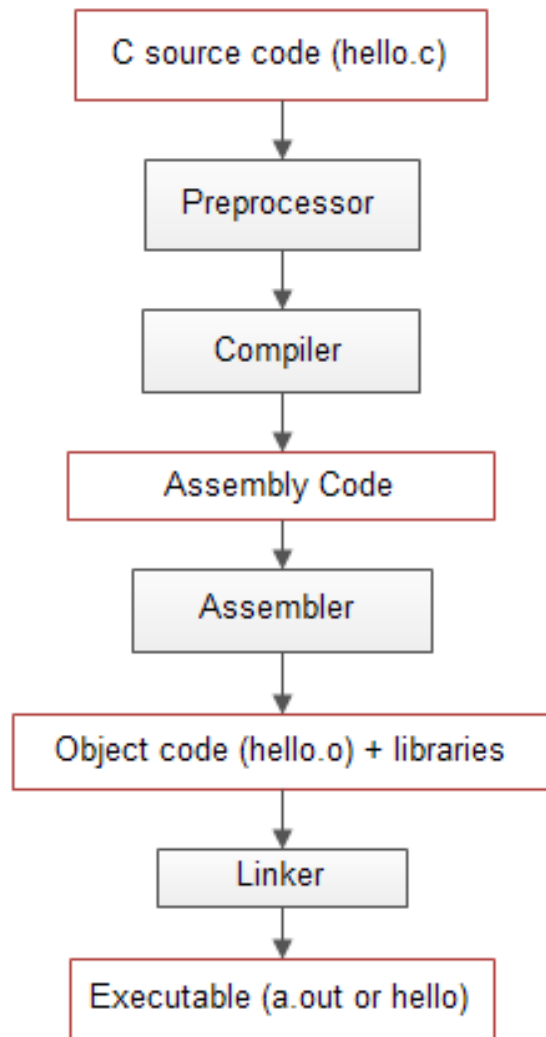 C source code (hello.c)
Preprocessor
Compiler
Assembly Code
Assembler
Object code (hello.o) + libraries
Linker
Executable (a.out or hello)